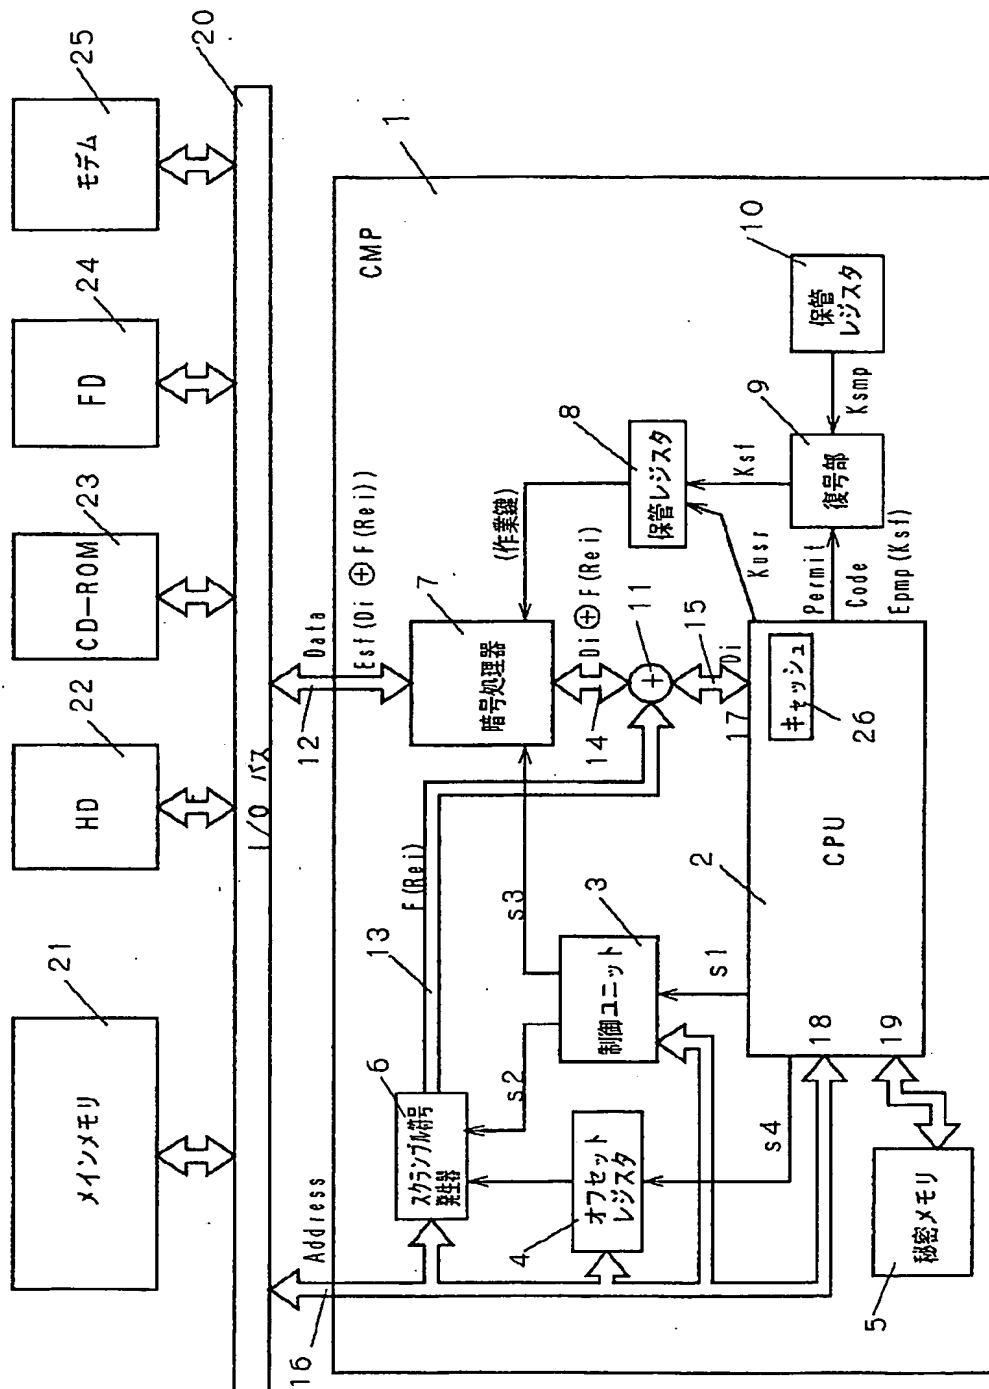 メインメモリ
21
HD
22
CD-ROM
23
FD
24
モデム
25
I/O バス
20
16
Address
12
Data
Esf(Di⊕F(Rei))
CMP
1
スクランブル符号
発生器
6
13
F(Rei)
暗号処理器
7
(作業鍵)
14
Di⊕F(Rei)
11
15
Di
保管レジスタ
8
Ksf
Kusr
復号部
9
Ksmp
保管
レジスタ
10
Permit
Code
Epmp(Ksf)
オフセット
レジスタ
4
制御ユニット
3
s2
s3
s1
s4
CPU
2
17
キャッシュ
26
18
19
秘密メモリ
5